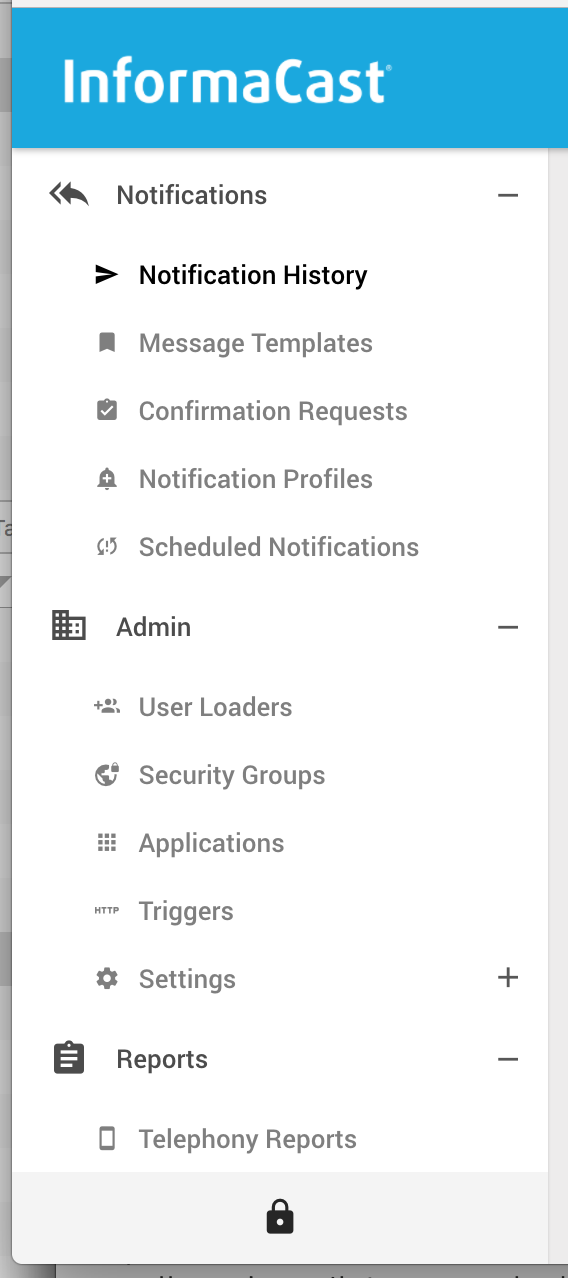 InformaCast®
Notifications
Notification History
Message Templates
Confirmation Requests
Notification Profiles
Ta
Scheduled Notifications
Admin
User Loaders
Security Groups
Applications
HTTP Triggers
Settings
Reports
Telephony Reports